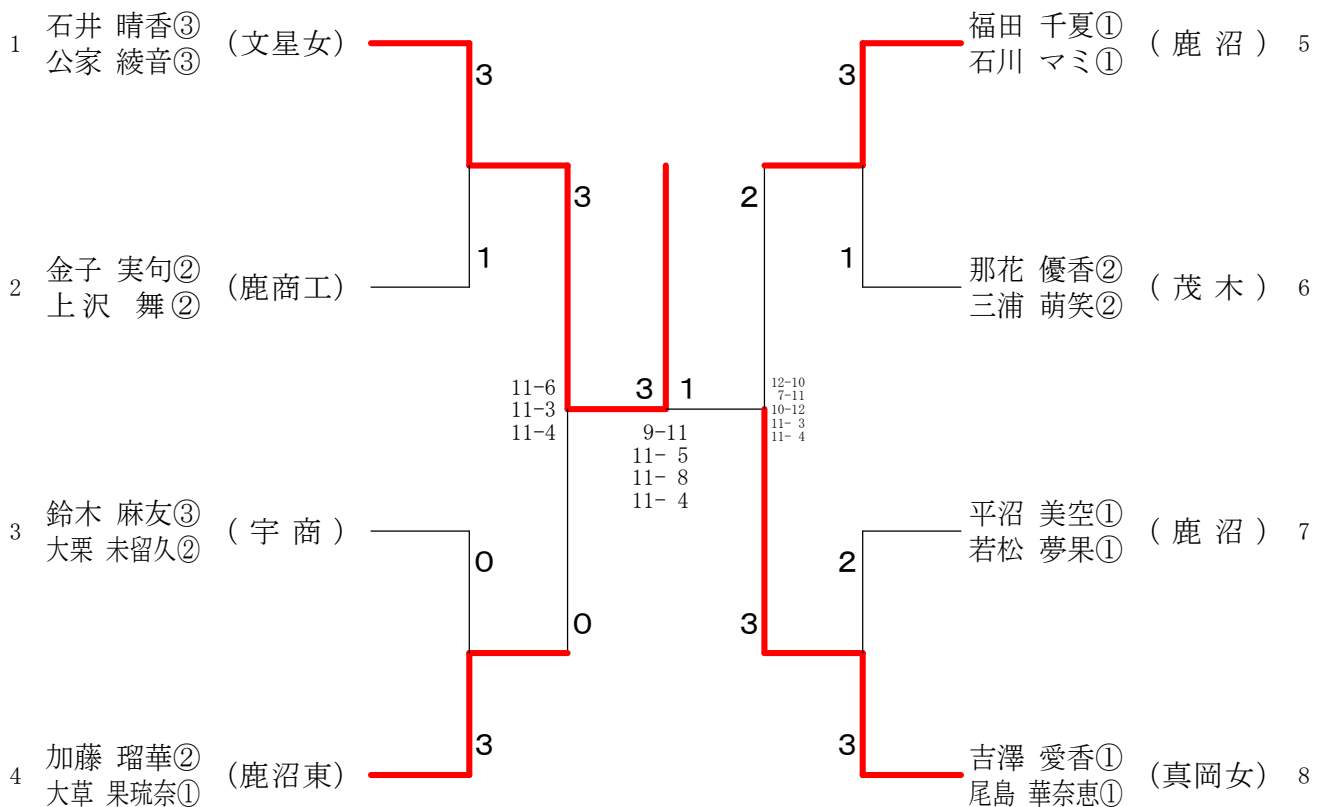 1 石井 晴香③ (文星女)
公家 綾音③
3
2 金子 実句② (鹿商工)
上沢 舞②
1
3 鈴木 麻友③ (宇商)
大栗 未留久②
0
4 加藤 瑠華② (鹿沼東)
大草 果琉奈①
3
3
11-6
11-3
11-4
0
3 1
9-11
11- 5
11- 8
11- 4
2
12-10
7-11
10-12
11- 3
11- 4
3
3
福田 千夏① (鹿沼) 5
石川 マミ①
1
那花 優香② (茂木) 6
三浦 萌笑②
2
平沼 美空① (鹿沼) 7
若松 夢果①
3
吉澤 愛香① (真岡女) 8
尾島 華奈恵①